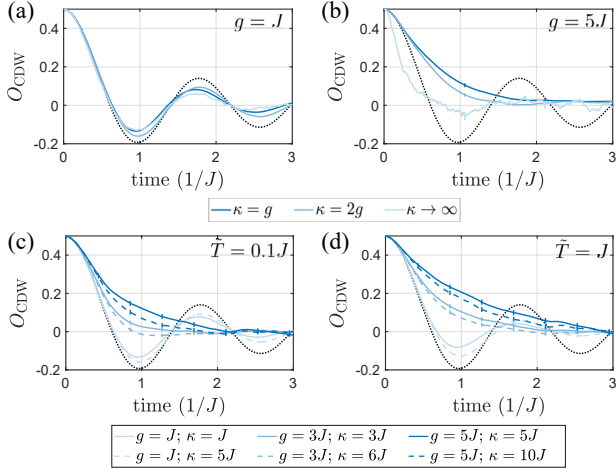 (a) g = J (b) g = 5J
O_CDW 0.4 0.2 0 -0.2 O_CDW 0.4 0.2 0 -0.2
0 1 2 3 0 1 2 3
time (1/J) time (1/J)
κ = g κ = 2g κ → ∞
(c) T̃ = 0.1J (d) T̃ = J
O_CDW 0.4 0.2 0 -0.2 O_CDW 0.4 0.2 0 -0.2
0 1 2 3 0 1 2 3
time (1/J) time (1/J)
g = J; κ = J g = 3J; κ = 3J g = 5J; κ = 5J
g = J; κ = 5J g = 3J; κ = 6J g = 5J; κ = 10J